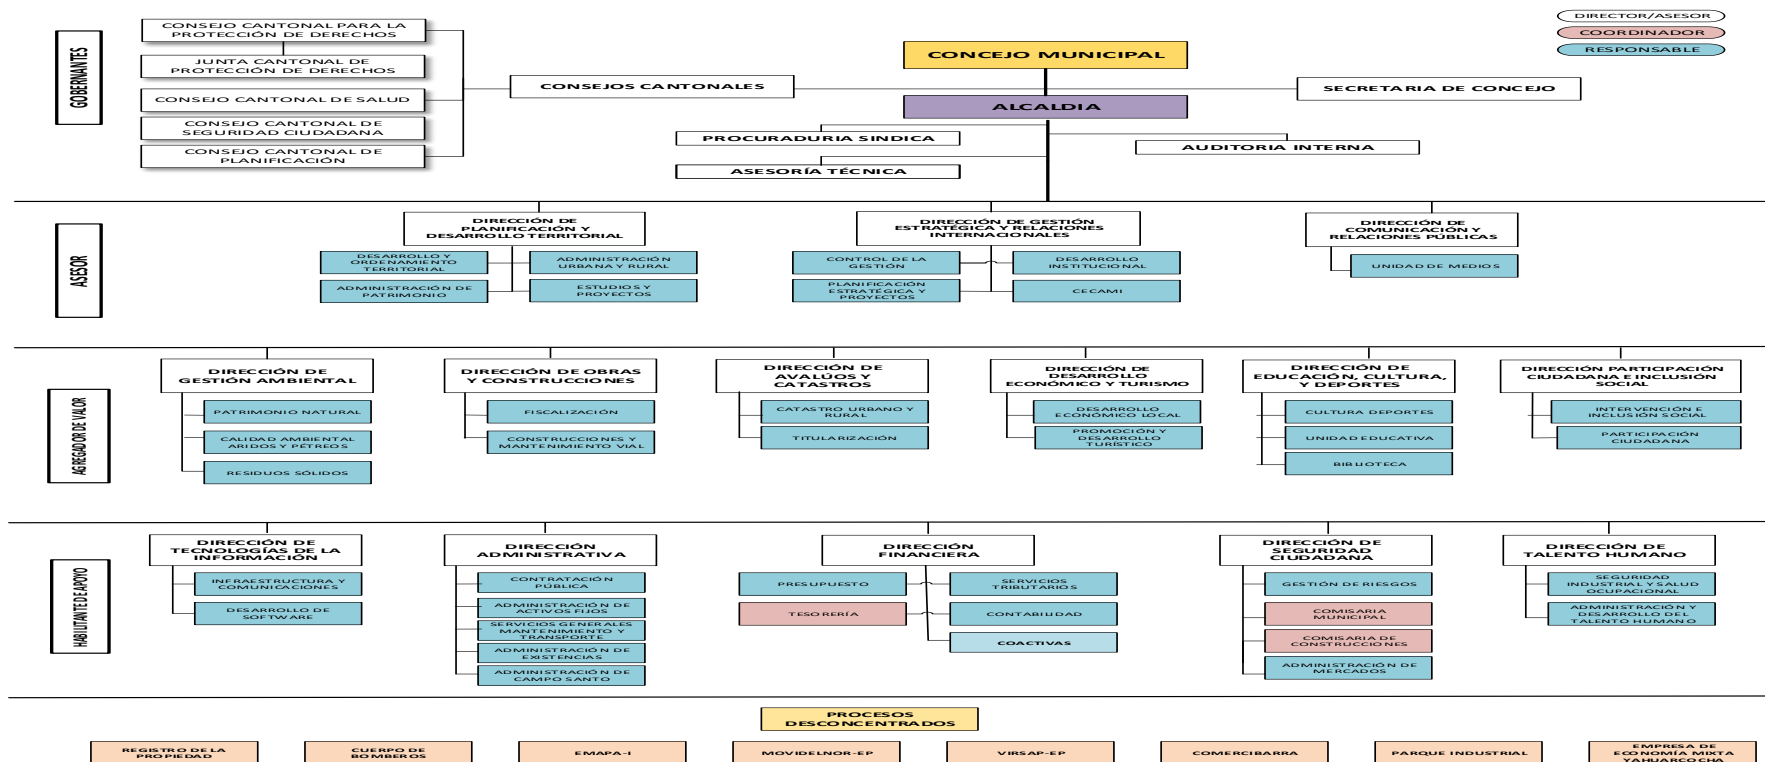 DIRECTOR/ASESOR
COORDINADOR
RESPONSABLE
GOBERNANTES
CONSEJO CANTONAL PARA LA
PROTECCIÓN DE DERECHOS
JUNTA CANTONAL DE
PROTECCIÓN DE DERECHOS
CONSEJO CANTONAL DE SALUD
CONSEJO CANTONAL DE
SEGURIDAD CIUDADANA
CONSEJO CANTONAL DE
PLANIFICACIÓN
CONSEJOS CANTONALES
CONCEJO MUNICIPAL
ALCALDIA
SECRETARIA DE CONCEJO
PROCURADURIA SINDICA
AUDITORIA INTERNA
ASESORÍA TÉCNICA
ASESOR
DIRECCIÓN DE
PLANIFICACIÓN Y
DESARROLLO TERRITORIAL
DESARROLLO Y
ORDENAMIENTO
TERRITORIAL
ADMINISTRACIÓN
URBANA Y RURAL
ADMINISTRACIÓN DE
PATRIMONIO
ESTUDIOS Y
PROYECTOS
DIRECCIÓN DE GESTIÓN
ESTRATÉGICA Y RELACIONES
INTERNACIONALES
CONTROL DE LA
GESTIÓN
DESARROLLO
INSTITUCIONAL
PLANIFICACIÓN
ESTRATÉGICA Y
PROYECTOS
CECAMI
DIRECCIÓN DE
COMUNICACIÓN Y
RELACIONES PÚBLICAS
UNIDAD DE MEDIOS
AGREGADOR DE VALOR
DIRECCIÓN DE
GESTIÓN AMBIENTAL
PATRIMONIO NATURAL
CALIDAD AMBIENTAL
ARIDOS Y PÉTREOS
RESIDUOS SÓLIDOS
DIRECCIÓN DE OBRAS
Y CONSTRUCCIONES
FISCALIZACIÓN
CONSTRUCCIONES Y
MANTENIMIENTO VIAL
DIRECCIÓN DE
AVALÚOS Y
CATASTROS
CATASTRO URBANO Y
RURAL
TITULARIZACIÓN
DIRECCIÓN DE
DESARROLLO
ECONÓMICO Y TURISMO
DESARROLLO
ECONÓMICO LOCAL
PROMOCIÓN Y
DESARROLLO
TURÍSTICO
DIRECCIÓN DE
EDUCACIÓN, CULTURA,
Y DEPORTES
CULTURA DEPORTES
UNIDAD EDUCATIVA
BIBLIOTECA
DIRECCIÓN PARTICIPACIÓN
CIUDADANA E INCLUSIÓN
SOCIAL
INTERVENCIÓN E
INCLUSIÓN SOCIAL
PARTICIPACIÓN
CIUDADANA
HABILITANTE DE APOYO
DIRECCIÓN DE
TECNOLOGÍAS DE LA
INFORMACIÓN
INFRAESTRUCTURA Y
COMUNICACIONES
DESARROLLO DE
SOFTWARE
DIRECCIÓN
ADMINISTRATIVA
CONTRATACIÓN
PÚBLICA
ADMINISTRACIÓN DE
ACTIVOS FIJOS
SERVICIOS GENERALES
MANTENIMIENTO Y
TRANSPORTE
ADMINISTRACIÓN DE
EXISTENCIAS
ADMINISTRACIÓN DE
CAMPO SANTO
DIRECCIÓN
FINANCIERA
PRESUPUESTO
SERVICIOS
TRIBUTARIOS
TESORERÍA
CONTABILIDAD
COACTIVAS
DIRECCIÓN DE
SEGURIDAD
CIUDADANA
GESTIÓN DE RIESGOS
COMISARIA
MUNICIPAL
COMISARIA DE
CONSTRUCCIONES
ADMINISTRACIÓN DE
MERCADOS
DIRECCIÓN DE
TALENTO HUMANO
SEGURIDAD
INDUSTRIAL Y SALUD
OCUPACIONAL
ADMINISTRACIÓN Y
DESARROLLO DEL
TALENTO HUMANO
PROCESOS
DESCONCENTRADOS
REGISTRO DE LA
PROPIEDAD
CUERPO DE
BOMBEROS
EMAPA-I
MOVIDELNOR-EP
VIRSAP-EP
COMERCIBARRA
PARQUE INDUSTRIAL
EMPRESA DE
ECONOMÍA MIXTA
YAHUARCOCHA